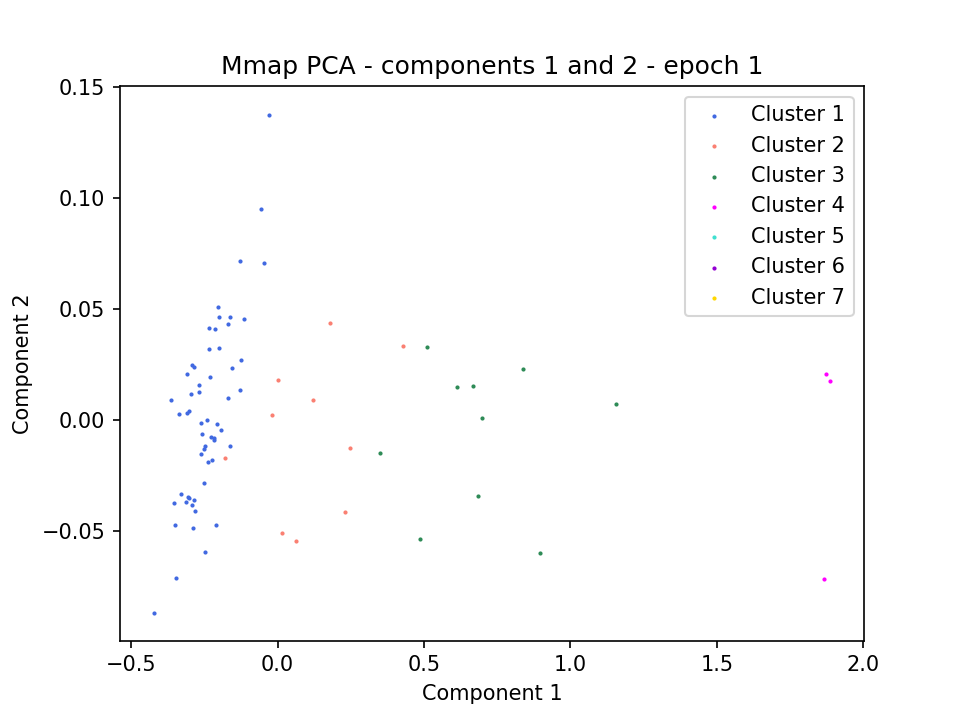 Mmap PCA - components 1 and 2 - epoch 1
0.15
0.10
0.05
0.00
−0.05
Component 2
Cluster 1
Cluster 2
Cluster 3
Cluster 4
Cluster 5
Cluster 6
Cluster 7
−0.5
0.0
0.5
1.0
1.5
2.0
Component 1